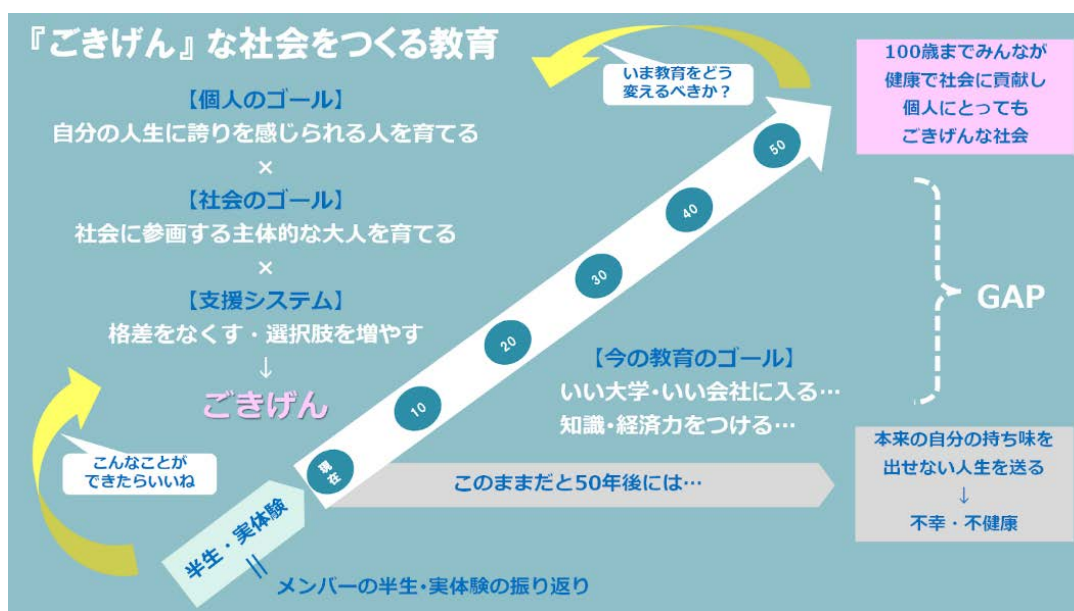 『ごきげん』な社会をつくる教育
【個人のゴール】
自分の人生に誇りを感じられる人を育てる
×
【社会のゴール】
社会に参画する主体的な大人を育てる
×
【支援システム】
格差をなくす・選択肢を増やす
↓
ごきげん
こんなことが
できたらいいね
半生・実体験
メンバーの半生・実体験の振り返り
現在
10
20
30
40
50
いま教育をどう
変えるべきか？
100歳までみんなが
健康で社会に貢献し
個人にとっても
ごきげんな社会
GAP
【今の教育のゴール】
いい大学・いい会社に入る…
知識・経済力をつける…
このままだと50年後には…
本来の自分の持ち味を
出せない人生を送る
↓
不幸・不健康